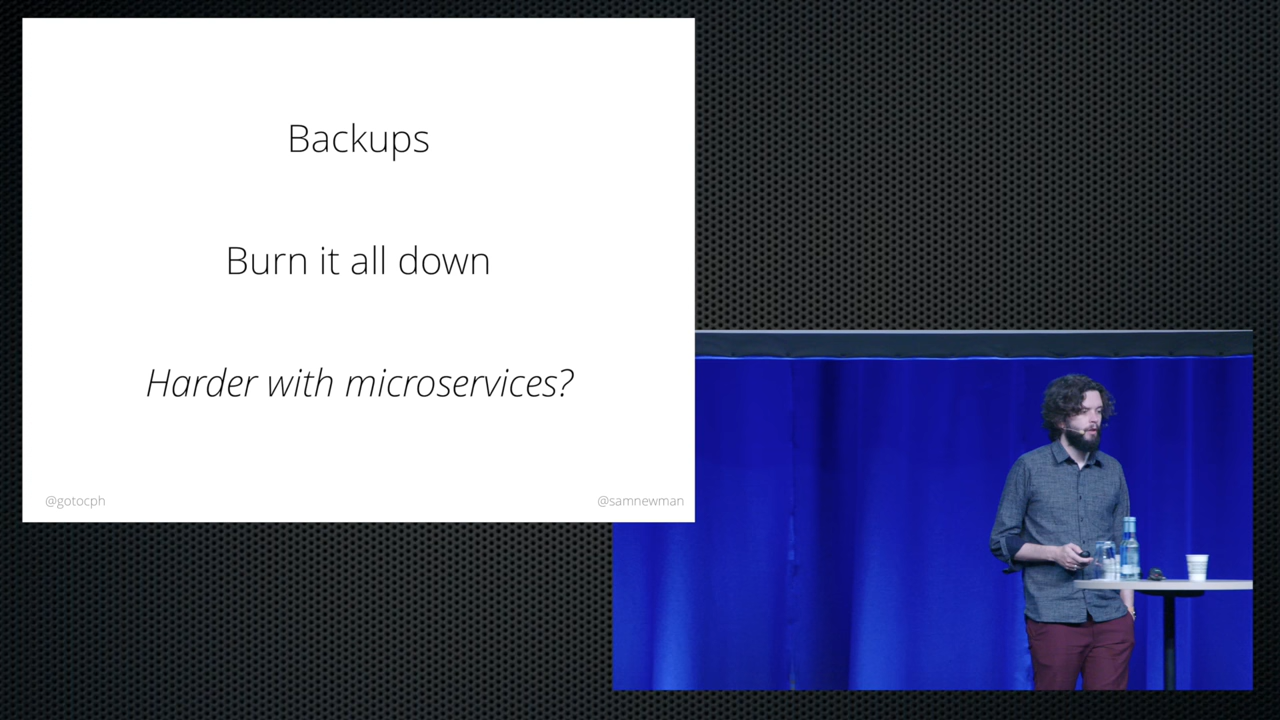 Backups
Burn it all down
Harder with microservices?
@gotocph
@samnewman